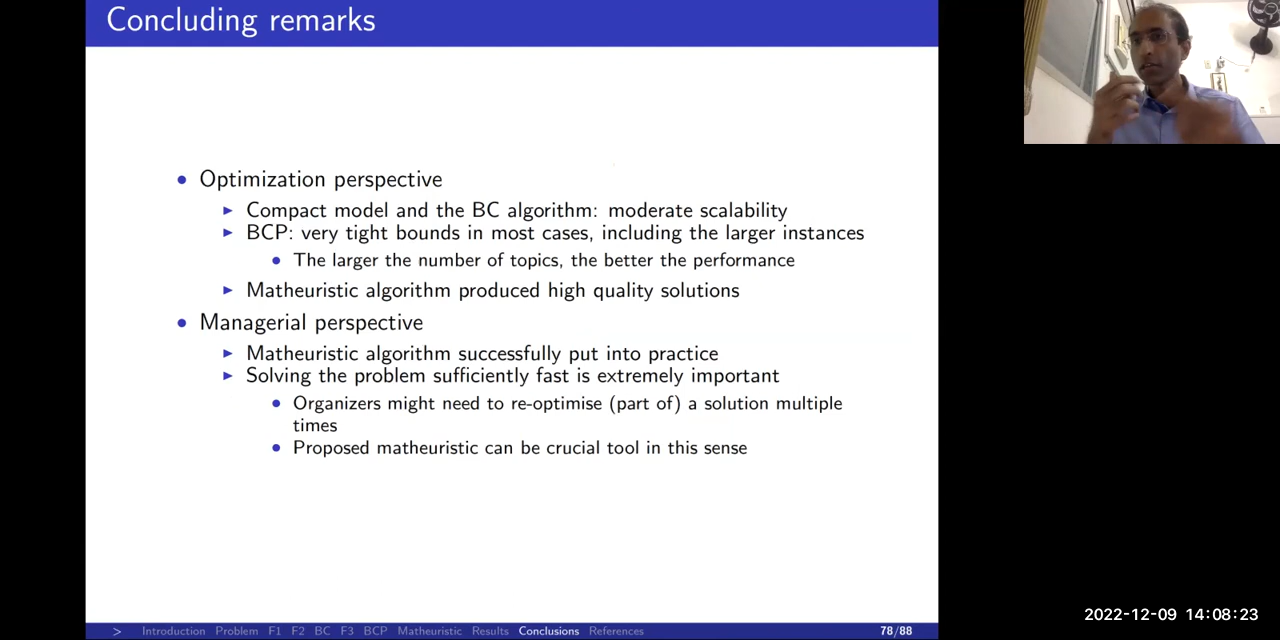 Concluding remarks
Optimization perspective
Compact model and the BC algorithm: moderate scalability
BCP: very tight bounds in most cases, including the larger instances
The larger the number of topics, the better the performance
Matheuristic algorithm produced high quality solutions
Managerial perspective
Matheuristic algorithm successfully put into practice
Solving the problem sufficiently fast is extremely important
Organizers might need to re-optimise (part of) a solution multiple
times
Proposed matheuristic can be crucial tool in this sense
> Introduction Problem F1 F2 BC F3 BCP Matheuristic Results Conclusions References 78/88
2022-12-09 14:08:23